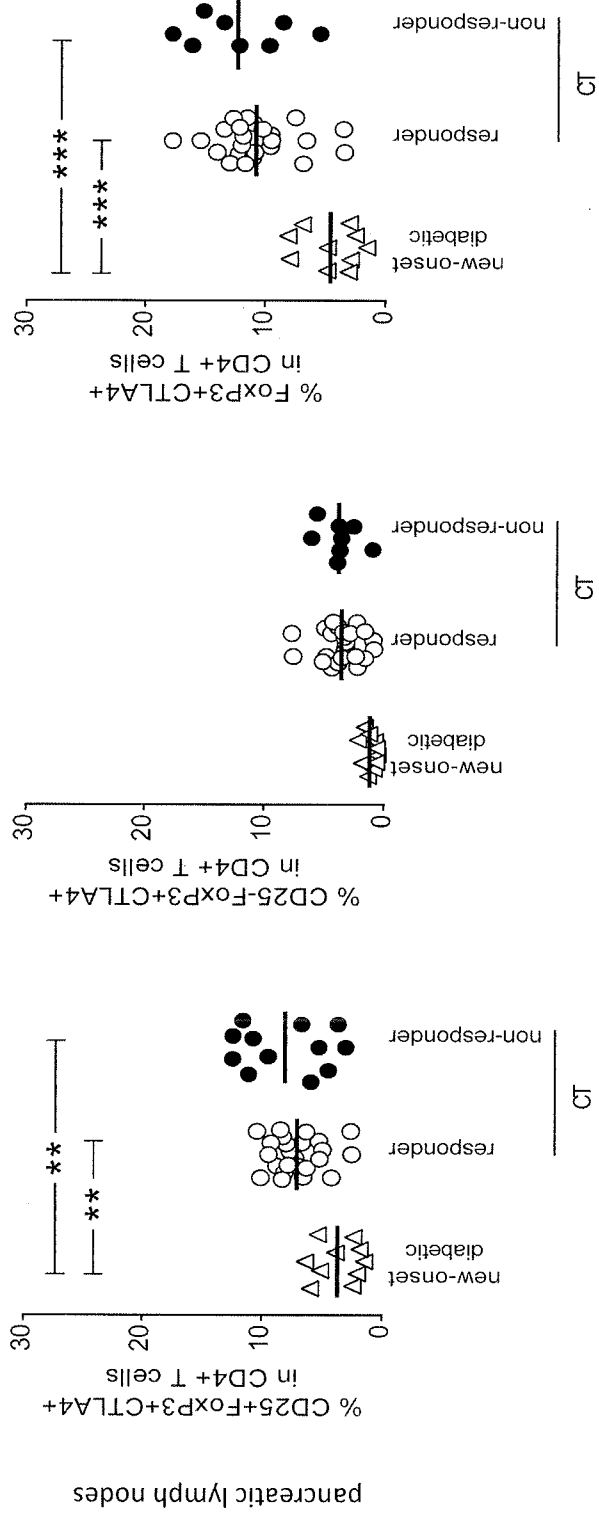 pancreatic lymph nodes
% CD25+FoxP3+CTLA4+
in CD4+ T cells
30
20
10
0
**
**
new-onset
diabetic
responder
non-responder
CT
% CD25-FoxP3+CTLA4+
in CD4+ T cells
30
20
10
0
new-onset
diabetic
responder
non-responder
CT
% FoxP3+CTLA4+
in CD4+ T cells
30
20
10
0
***
***
new-onset
diabetic
responder
non-responder
CT